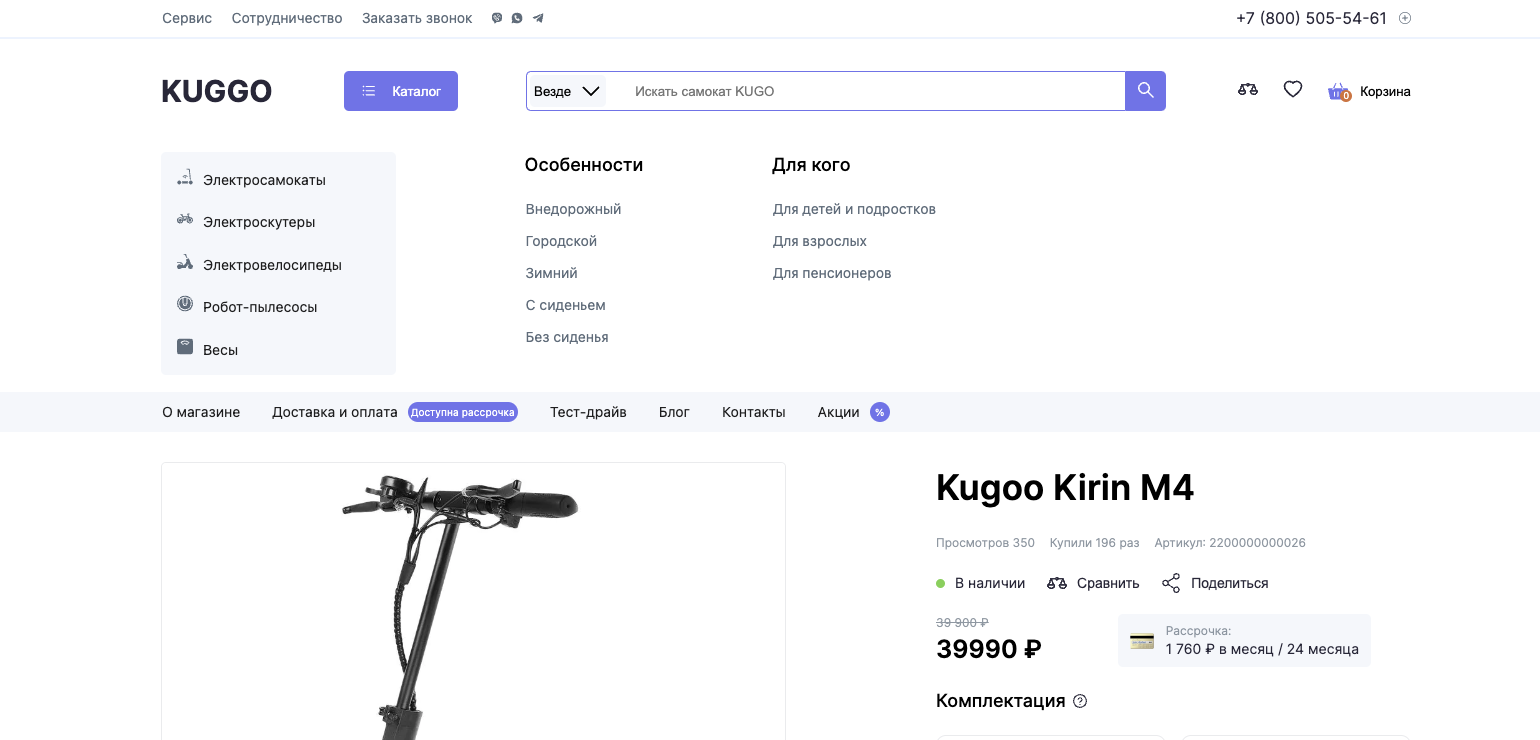 Сервис Сотрудничество Заказать звонок +7 (800) 505-54-61
KUGGO Каталог Везде Искать самокат KUGO 0 Корзина
Электросамокаты
Электроскутеры
Электровелосипеды
Робот-пылесосы
Весы
Особенности
Внедорожный
Городской
Зимний
С сиденьем
Без сиденья
Для кого
Для детей и подростков
Для взрослых
Для пенсионеров
О магазине Доставка и оплата Доступна рассрочка Тест-драйв Блог Контакты Акции %
Kugoo Kirin M4
Просмотров 350 Купили 196 раз Артикул: 2200000000026
В наличии Сравнить Поделиться
39 900 ₽
39990 ₽
Рассрочка:
1 760 ₽ в месяц / 24 месяца
Комплектация ?